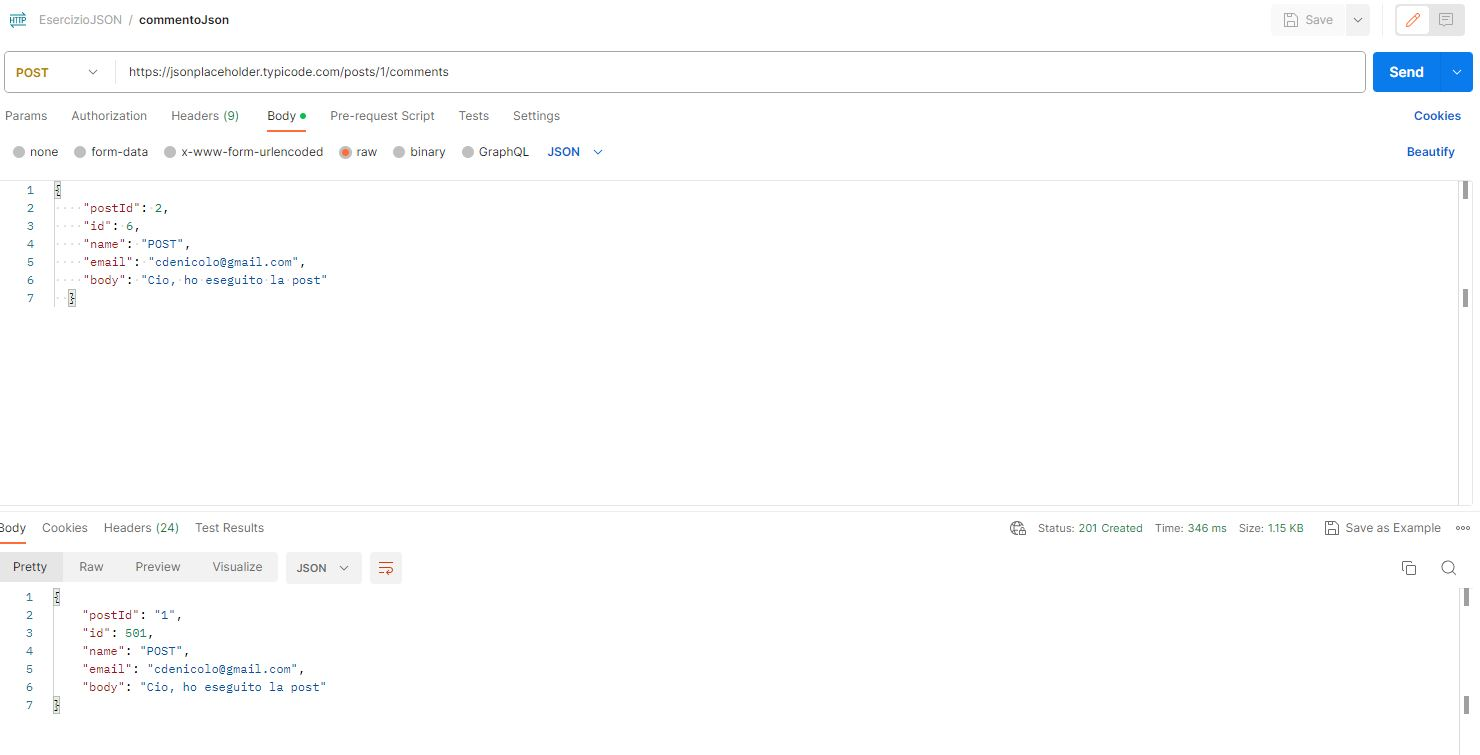 HTTP EsercizioJSON / commentoJson Save
POST https://jsonplaceholder.typicode.com/posts/1/comments Send
Params Authorization Headers (9) Body Pre-request Script Tests Settings Cookies
none form-data x-www-form-urlencoded raw binary GraphQL JSON Beautify
1 {
2 "postId": 2,
3 "id": 6,
4 "name": "POST",
5 "email": "cdenicolo@gmail.com",
6 "body": "Cio, ho eseguito la post"
7 }
Body Cookies Headers (24) Test Results Status: 201 Created Time: 346 ms Size: 1.15 KB Save as Example
Pretty Raw Preview Visualize JSON
1 {
2 "postId": "1",
3 "id": 501,
4 "name": "POST",
5 "email": "cdenicolo@gmail.com",
6 "body": "Cio, ho eseguito la post"
7 }